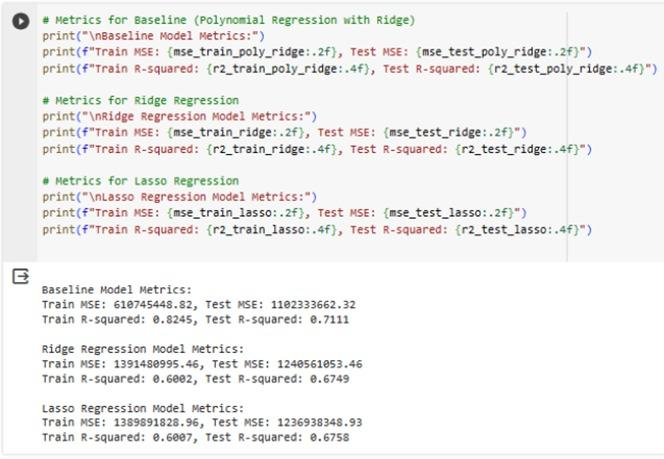 # Metrics for Baseline (Polynomial Regression with Ridge)
print("\nBaseline Model Metrics:")
print(f"Train MSE: {mse_train_poly_ridge:.2f}, Test MSE: {mse_test_poly_ridge:.2f}")
print(f"Train R-squared: {r2_train_poly_ridge:.4f}, Test R-squared: {r2_test_poly_ridge:.4f}")
# Metrics for Ridge Regression
print("\nRidge Regression Model Metrics:")
print(f"Train MSE: {mse_train_ridge:.2f}, Test MSE: {mse_test_ridge:.2f}")
print(f"Train R-squared: {r2_train_ridge:.4f}, Test R-squared: {r2_test_ridge:.4f}")
# Metrics for Lasso Regression
print("\nLasso Regression Model Metrics:")
print(f"Train MSE: {mse_train_lasso:.2f}, Test MSE: {mse_test_lasso:.2f}")
print(f"Train R-squared: {r2_train_lasso:.4f}, Test R-squared: {r2_test_lasso:.4f}")
Baseline Model Metrics:
Train MSE: 610745448.82, Test MSE: 1102333662.32
Train R-squared: 0.8245, Test R-squared: 0.7111
Ridge Regression Model Metrics:
Train MSE: 1391480995.46, Test MSE: 1240561053.46
Train R-squared: 0.6002, Test R-squared: 0.6749
Lasso Regression Model Metrics:
Train MSE: 1389891828.96, Test MSE: 1236938348.93
Train R-squared: 0.6007, Test R-squared: 0.6758